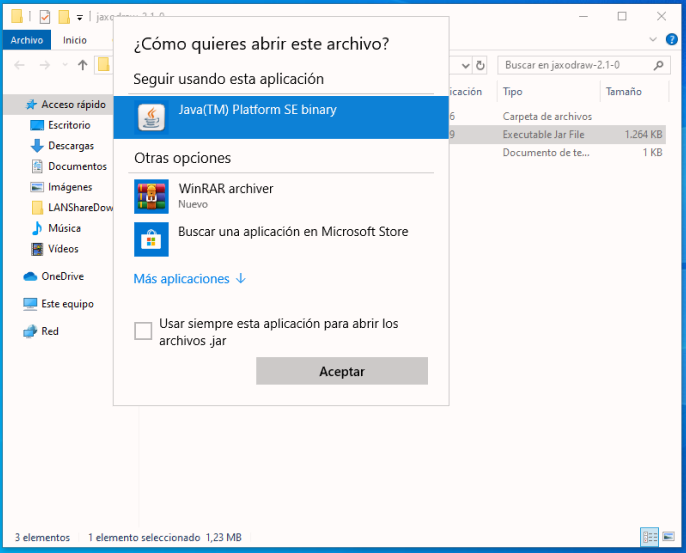 jaxodraw-2.1-0
Archivo Inicio
Buscar en jaxodraw-2.1-0
icación Tipo Tamaño
6 Carpeta de archivos
9 Executable Jar File 1.264 KB
Documento de te... 1 KB
Acceso rápido
Escritorio
Descargas
Documentos
Imágenes
LANShareDow
Música
Vídeos
OneDrive
Este equipo
Red
¿Cómo quieres abrir este archivo?
Seguir usando esta aplicación
Java(TM) Platform SE binary
Otras opciones
WinRAR archiver
Nuevo
Buscar una aplicación en Microsoft Store
Más aplicaciones
Usar siempre esta aplicación para abrir los
archivos .jar
Aceptar
3 elementos 1 elemento seleccionado 1,23 MB